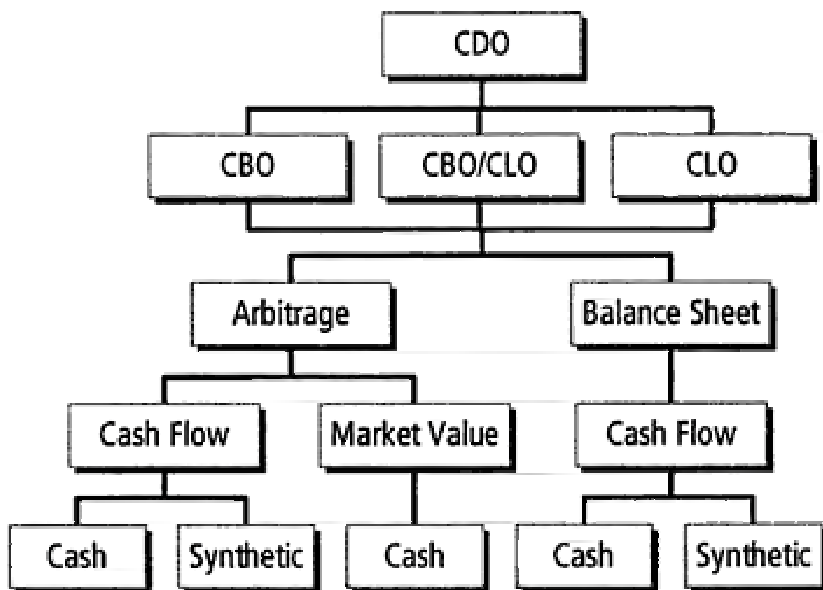 CDO
CBO
CBO/CLO
CLO
Arbitrage
Balance Sheet
Cash Flow
Market Value
Cash Flow
Cash
Synthetic
Cash
Cash
Synthetic